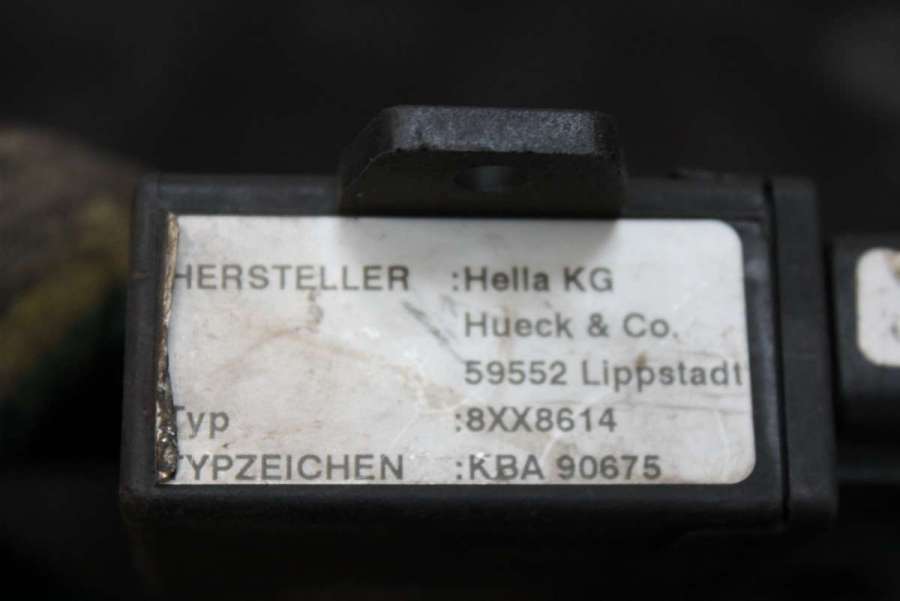 HERSTELLER :Hella KG
Hueck & Co.
59552 Lippstadt
Typ :8XX8614
TYPZEICHEN :KBA 90675